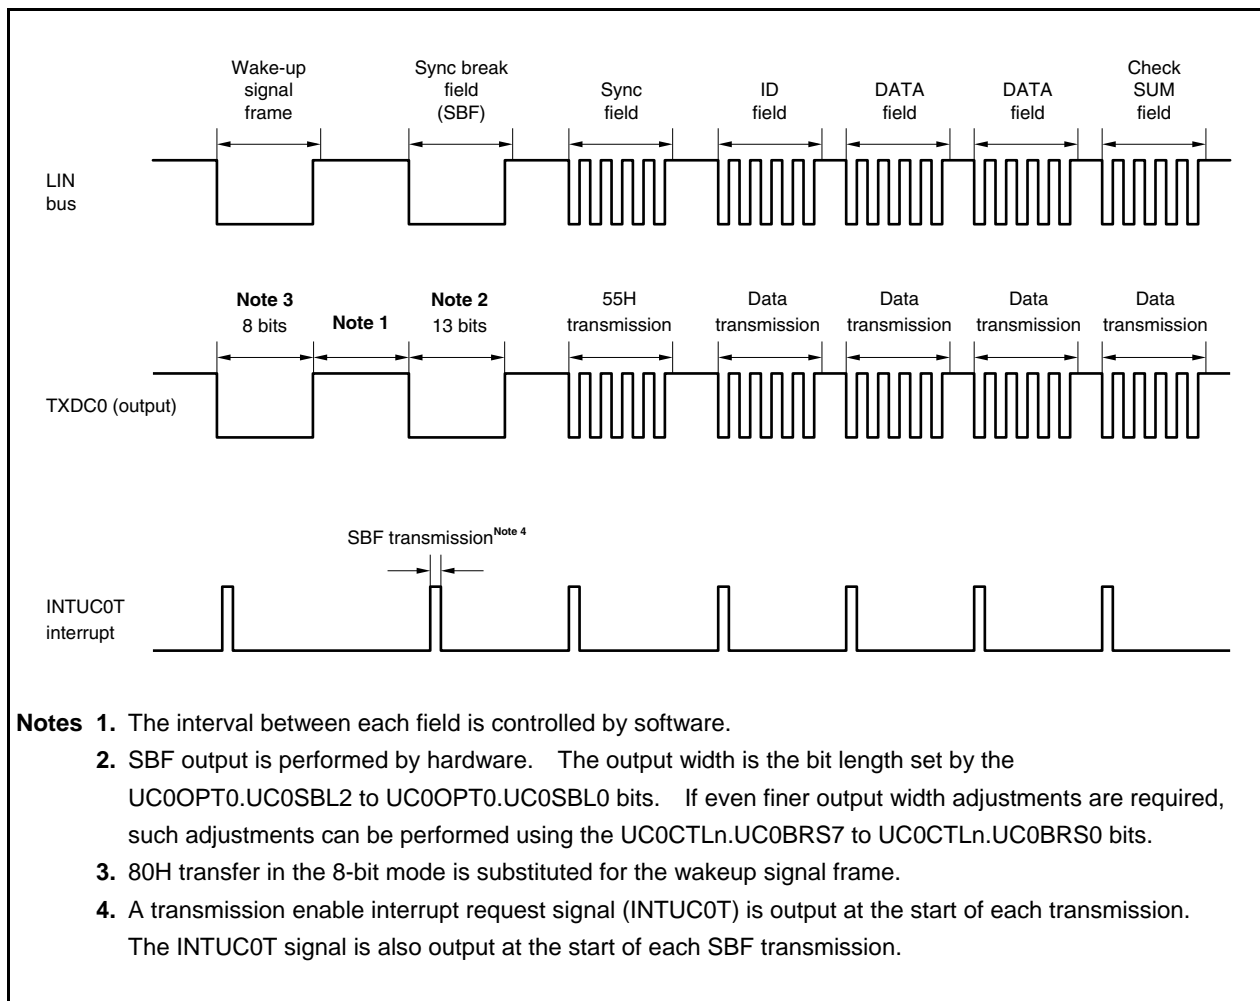 Wake-up
signal
frame
Sync break
field
(SBF)
Sync
field
ID
field
DATA
field
DATA
field
Check
SUM
field
LIN
bus
Note 3
8 bits
Note 1
Note 2
13 bits
55H
transmission
Data
transmission
Data
transmission
Data
transmission
Data
transmission
TXDC0 (output)
SBF transmission Note 4
INTUC0T
interrupt
Notes 1. The interval between each field is controlled by software.
2. SBF output is performed by hardware. The output width is the bit length set by the
UC0OPT0.UC0SBL2 to UC0OPT0.UC0SBL0 bits. If even finer output width adjustments are required,
such adjustments can be performed using the UC0CTLn.UC0BRS7 to UC0CTLn.UC0BRS0 bits.
3. 80H transfer in the 8-bit mode is substituted for the wakeup signal frame.
4. A transmission enable interrupt request signal (INTUC0T) is output at the start of each transmission.
The INTUC0T signal is also output at the start of each SBF transmission.